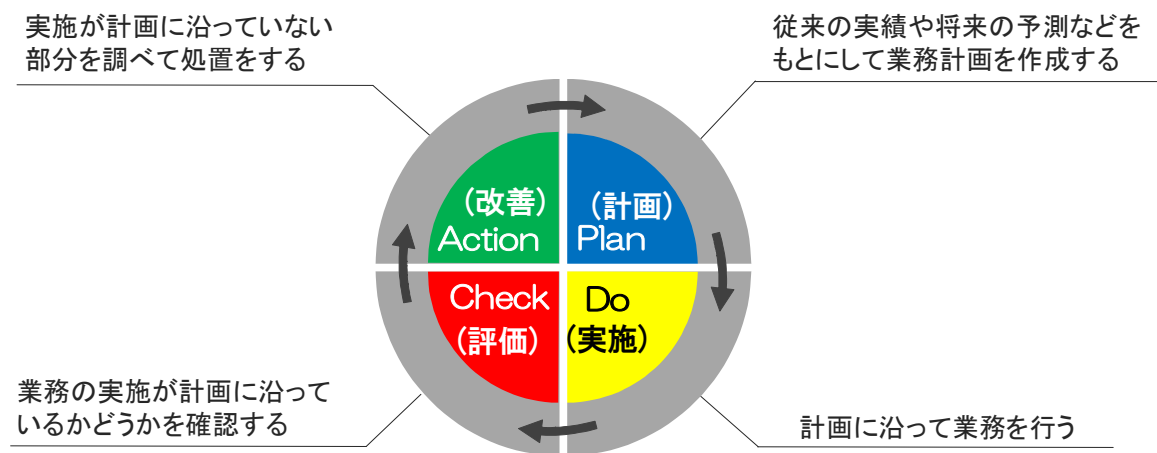 実施が計画に沿っていない
部分を調べて処置をする
従来の実績や将来の予測などを
もとにして業務計画を作成する
(改善)
Action
(計画)
Plan
Check
(評価)
Do
(実施)
業務の実施が計画に沿って
いるかどうかを確認する
計画に沿って業務を行う